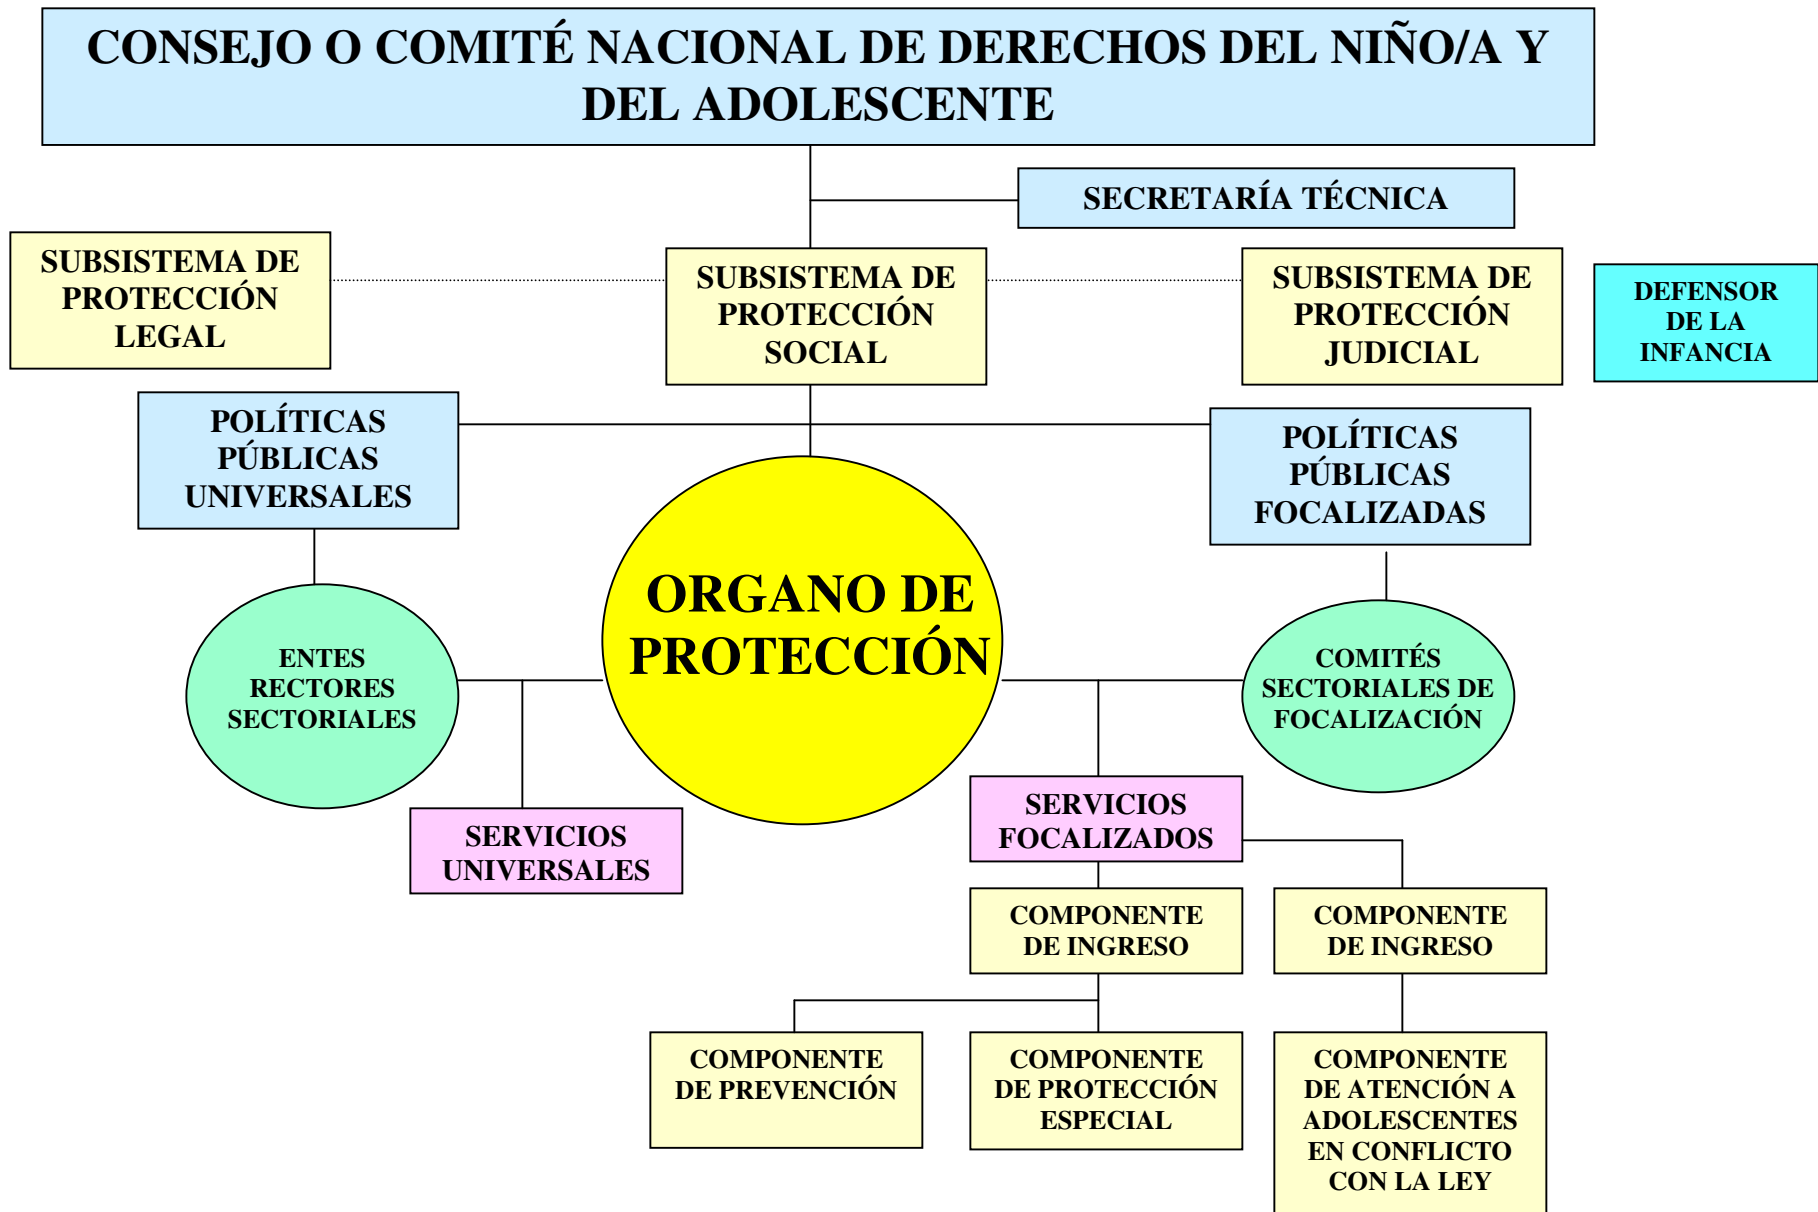 CONSEJO O COMITÉ NACIONAL DE DERECHOS DEL NIÑO/A Y
DEL ADOLESCENTE
SECRETARÍA TÉCNICA
SUBSISTEMA DE
PROTECCIÓN
LEGAL
SUBSISTEMA DE
PROTECCIÓN
SOCIAL
SUBSISTEMA DE
PROTECCIÓN
JUDICIAL
DEFENSOR
DE LA
INFANCIA
POLÍTICAS
PÚBLICAS
UNIVERSALES
POLÍTICAS
PÚBLICAS
FOCALIZADAS
ORGANO DE
PROTECCIÓN
ENTES
RECTORES
SECTORIALES
COMITÉS
SECTORIALES DE
FOCALIZACIÓN
SERVICIOS
UNIVERSALES
SERVICIOS
FOCALIZADOS
COMPONENTE
DE INGRESO
COMPONENTE
DE INGRESO
COMPONENTE
DE PREVENCIÓN
COMPONENTE
DE PROTECCIÓN
ESPECIAL
COMPONENTE
DE ATENCIÓN A
ADOLESCENTES
EN CONFLICTO
CON LA LEY